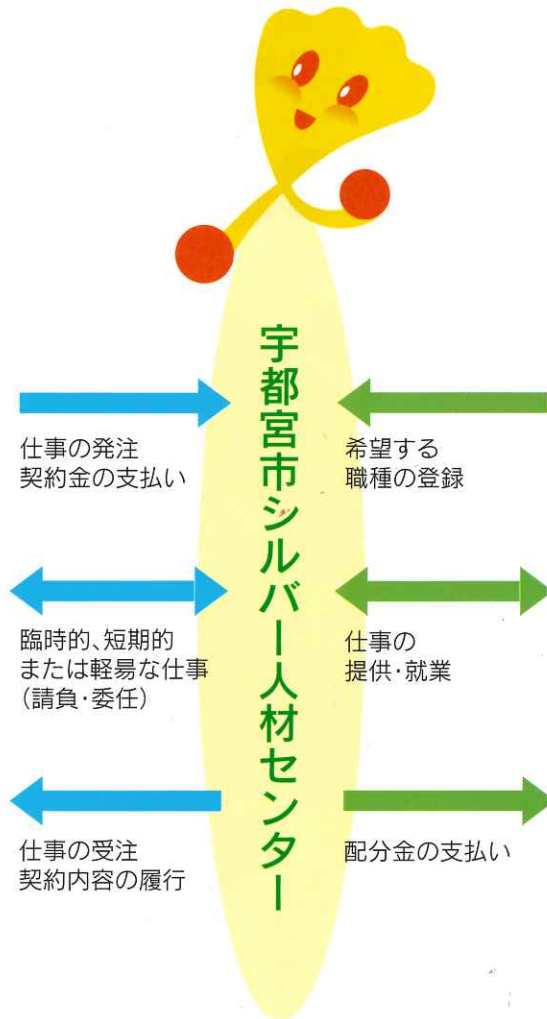 宇都宮市シルバー人材センター
仕事の発注
契約金の支払い
希望する
職種の登録
臨時的、短期的
または軽易な仕事
(請負・委任)
仕事の
提供・就業
仕事の受注
契約内容の履行
配分金の支払い